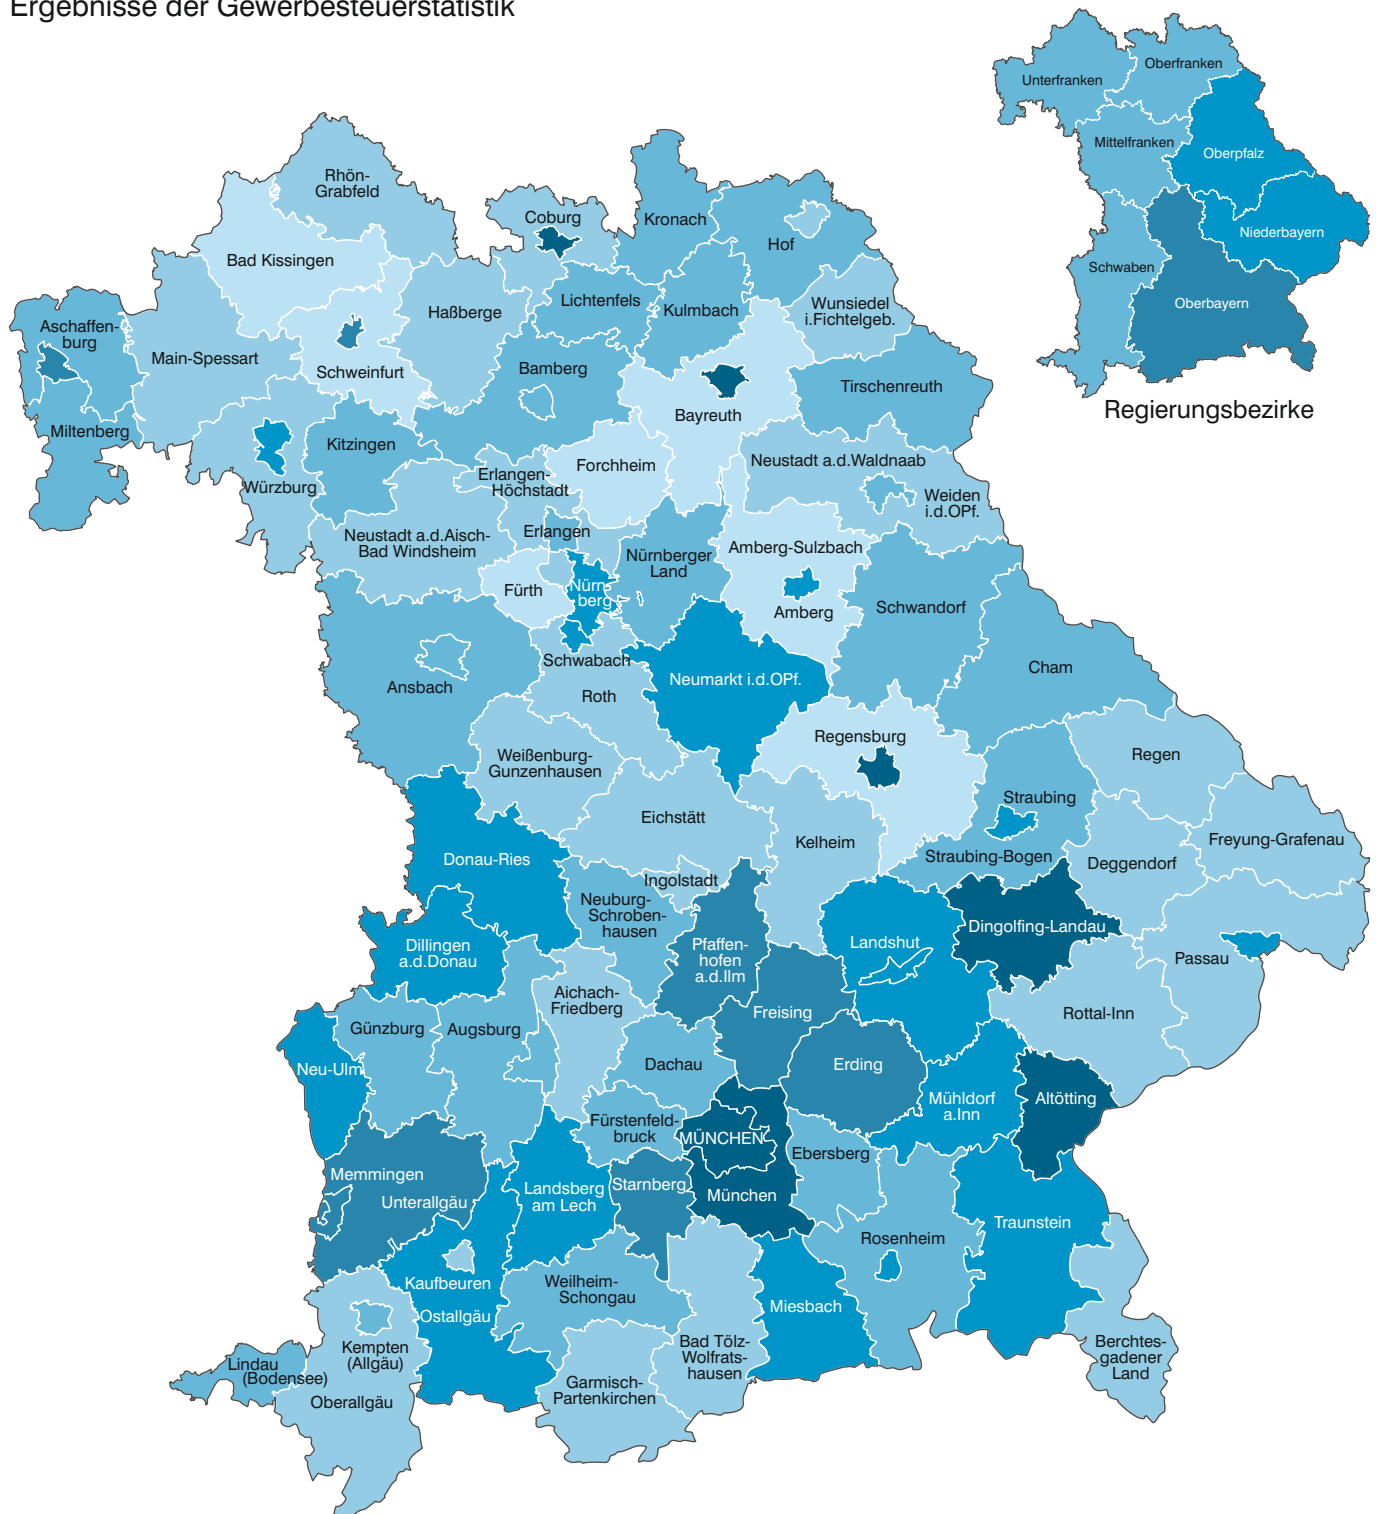 Ergebnisse der Gewerbesteuerstatistik
Unterfranken
Oberfranken
Mittelfranken
Oberpfalz
Niederbayern
Schwaben
Oberbayern
Regierungsbezirke
Rhön-
Grabfeld
Coburg
Kronach
Hof
Bad Kissingen
Lichtenfels
Kulmbach
Wunsiedel
i.Fichtelgeb.
Haßberge
Aschaffen-
burg
Main-Spessart
Schweinfurt
Bamberg
Tirschenreuth
Bayreuth
Miltenberg
Kitzingen
Forchheim
Neustadt a.d.Waldnaab
Erlangen-
Höchstadt
Würzburg
Weiden
i.d.OPf.
Neustadt a.d.Aisch-
Bad Windsheim
Erlangen
Nürnberger
Land
Amberg-Sulzbach
Fürth
Nürn-
berg
Amberg
Schwandorf
Schwabach
Cham
Ansbach
Roth
Neumarkt i.d.OPf.
Regensburg
Weißenburg-
Gunzenhausen
Regen
Straubing
Eichstätt
Kelheim
Freyung-Grafenau
Donau-Ries
Straubing-Bogen
Deggendorf
Ingolstadt
Neuburg-
Schroben-
hausen
Dingolfing-Landau
Dillingen
a.d.Donau
Pfaffen-
hofen
a.d.Ilm
Landshut
Passau
Aichach-
Friedberg
Freising
Rottal-Inn
Günzburg
Augsburg
Neu-Ulm
Dachau
Erding
Mühldorf
a.Inn
Altötting
Fürstenfeld-
bruck
MÜNCHEN
Ebersberg
Memmingen
Unterallgäu
Landsberg
am Lech
Starnberg
München
Traunstein
Rosenheim
Kaufbeuren
Weilheim-
Schongau
Miesbach
Ostallgäu
Kempten
(Allgäu)
Bad Tölz-
Wolfrats-
hausen
Berchtes-
gadener
Land
Lindau
(Bodensee)
Garmisch-
Partenkirchen
Oberallgäu